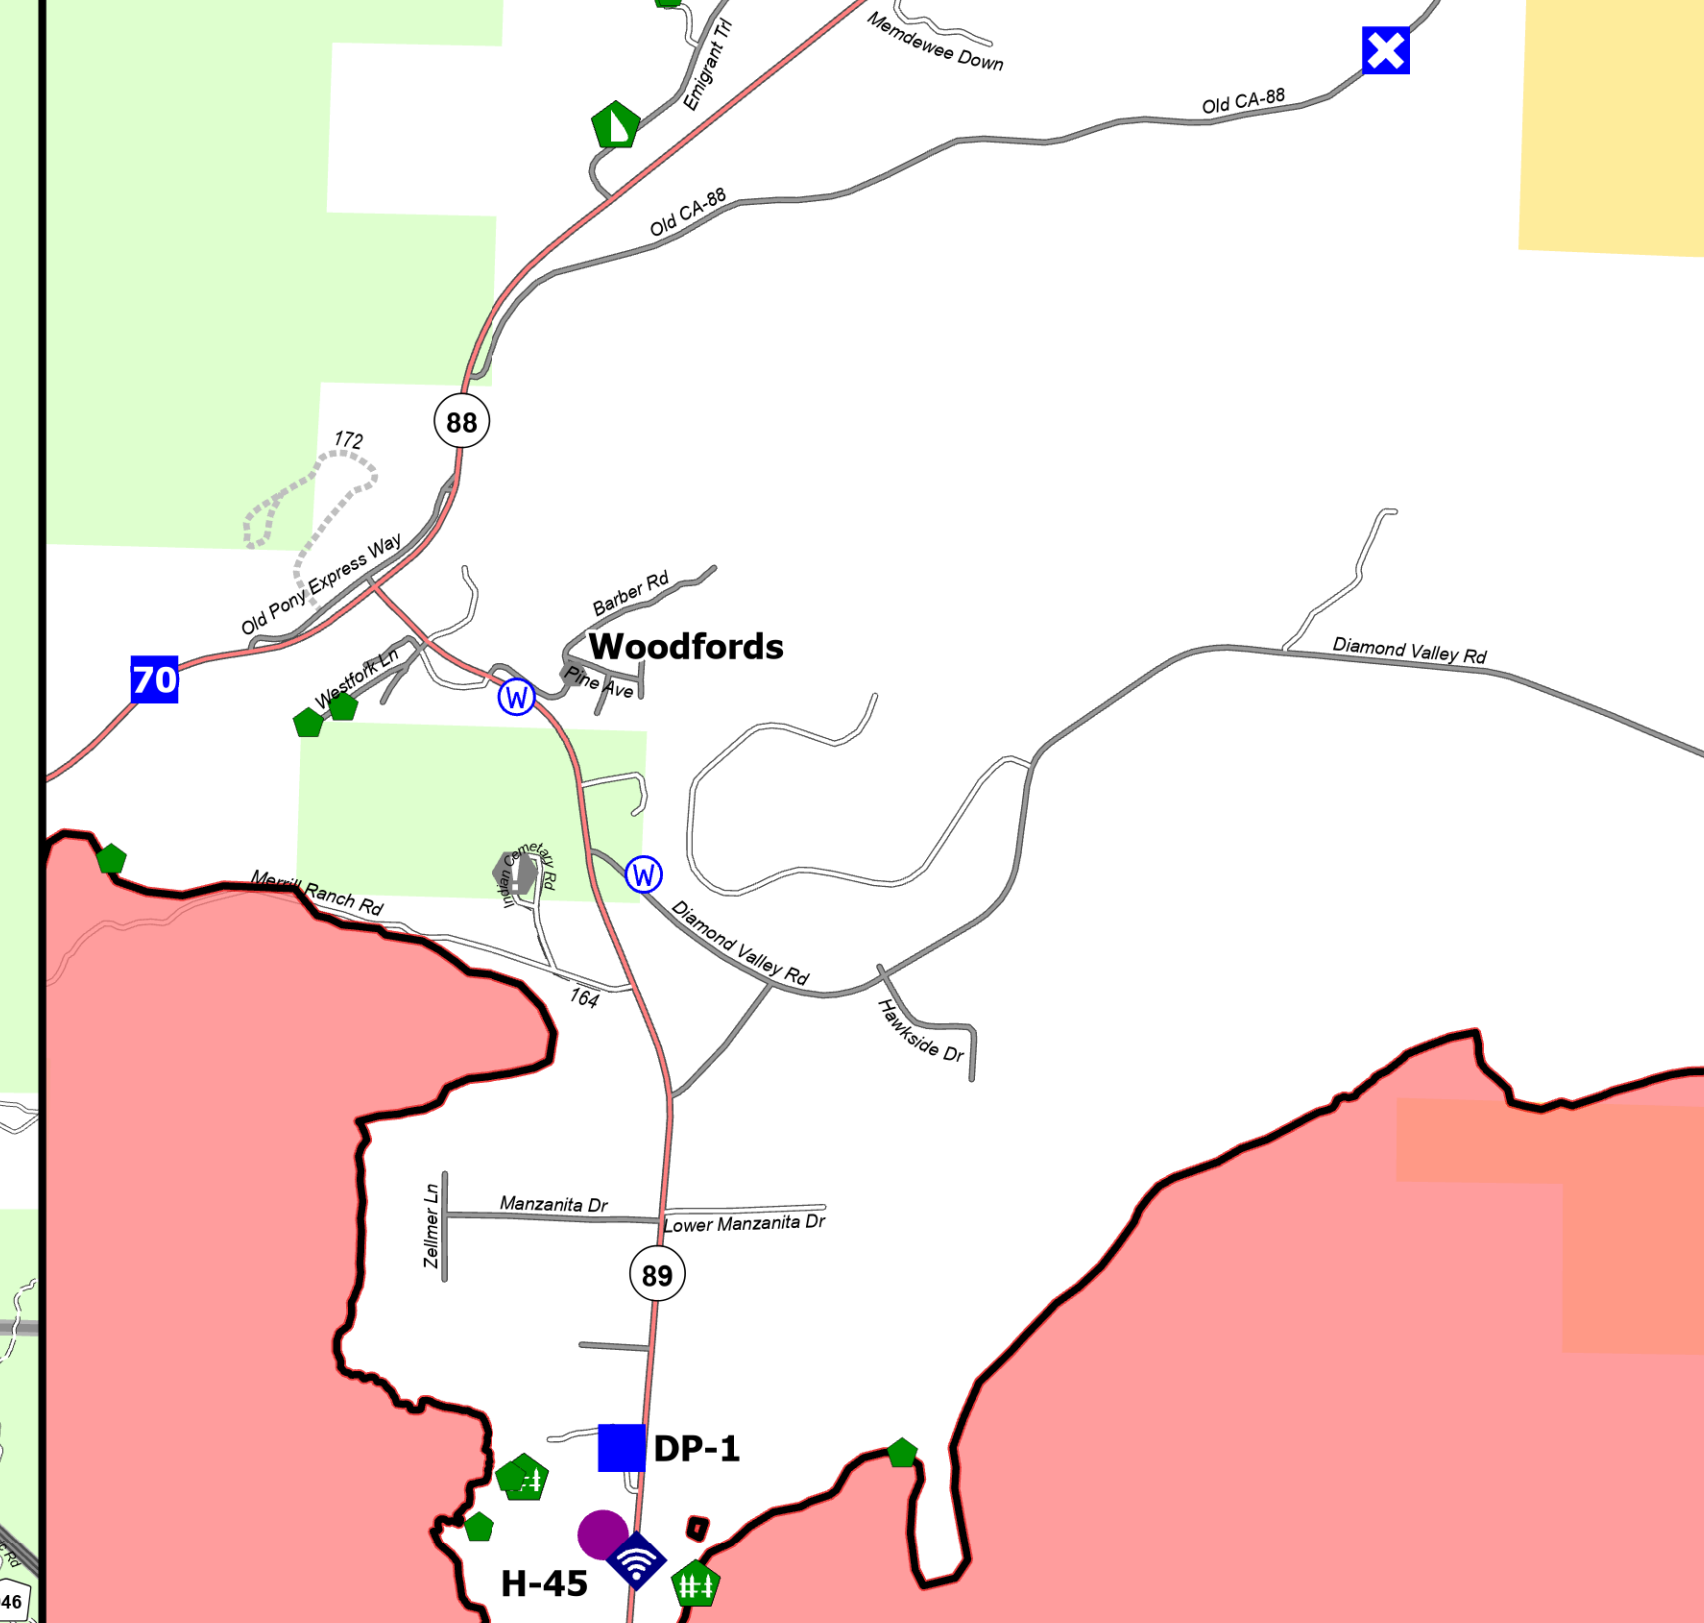 Memdewee Down
Emigrant Trl
Old CA-88
Old CA-88
88
172
Old Pony Express Way
Barber Rd
Woodfords
Diamond Valley Rd
70
Westfork Ln
Pine Ave
W
Indian Cemetary Rd
W
Merrill Ranch Rd
Diamond Valley Rd
164
Hawkside Dr
Zellmer Ln
Manzanita Dr
Lower Manzanita Dr
89
DP-1
H-45
Rd
46